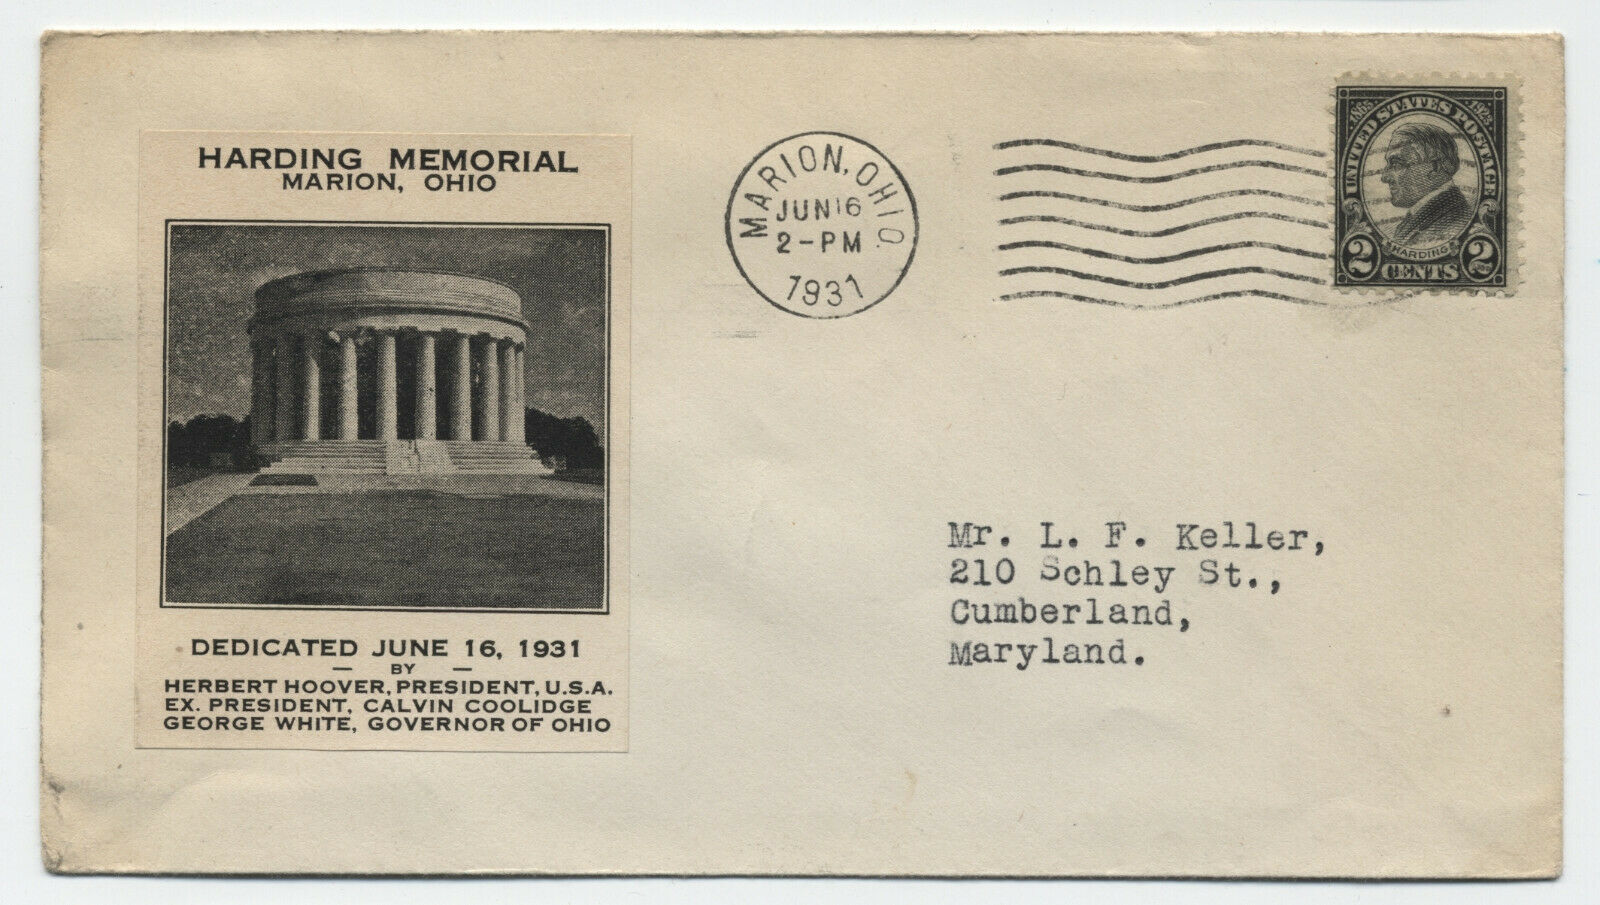 HARDING MEMORIAL
MARION, OHIO
DEDICATED JUNE 16, 1931
— BY —
HERBERT HOOVER, PRESIDENT, U.S.A.
EX. PRESIDENT, CALVIN COOLIDGE
GEORGE WHITE, GOVERNOR OF OHIO
MARION, OHIO.
JUN 16
2-PM
1931
1865 1923
UNITED STATES POSTAGE
HARDING
2 CENTS 2
Mr. L. F. Keller,
210 Schley St.,
Cumberland,
Maryland.